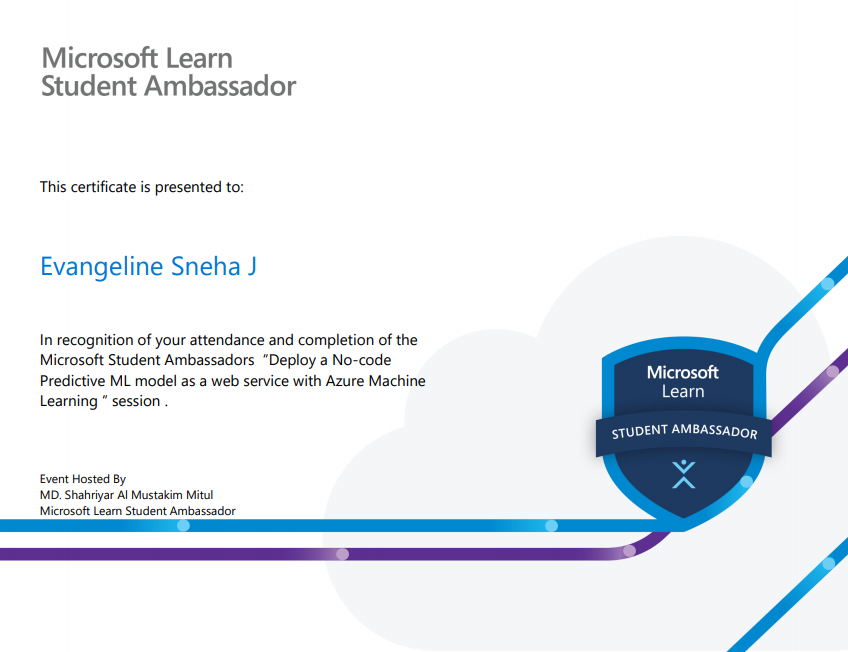 Microsoft Learn
Student Ambassador
This certificate is presented to:
Evangeline Sneha J
In recognition of your attendance and completion of the
Microsoft Student Ambassadors  “Deploy a No-code
Predictive ML model as a web service with Azure Machine
Learning ” session .
Microsoft
Learn
STUDENT AMBASSADOR
Event Hosted By
MD. Shahriyar Al Mustakim Mitul
Microsoft Learn Student Ambassador